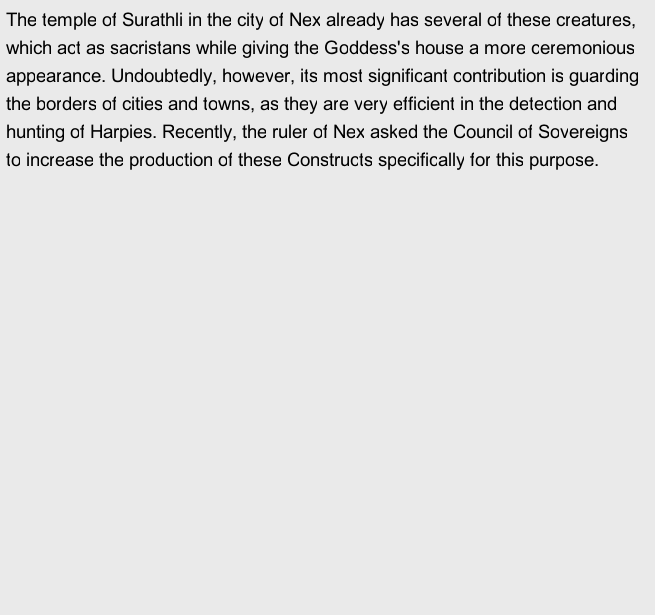 The temple of Surathli in the city of Nex already has several of these creatures,
which act as sacristans while giving the Goddess's house a more ceremonious
appearance. Undoubtedly, however, its most significant contribution is guarding
the borders of cities and towns, as they are very efficient in the detection and
hunting of Harpies. Recently, the ruler of Nex asked the Council of Sovereigns
to increase the production of these Constructs specifically for this purpose.